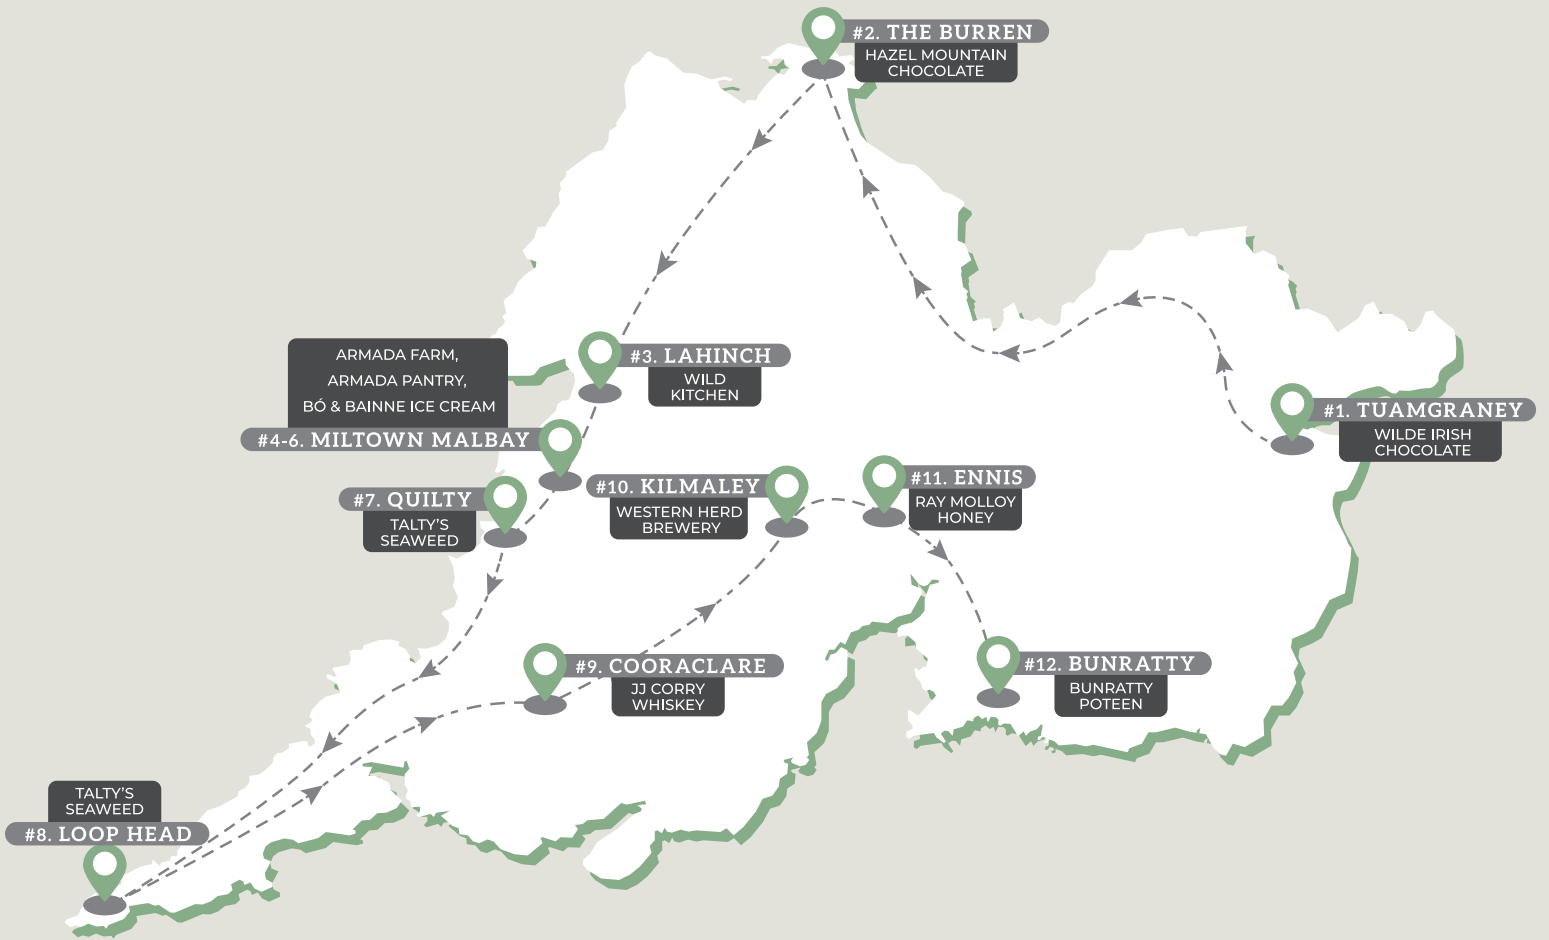 #2. THE BURREN
HAZEL MOUNTAIN
CHOCOLATE
#3. LAHINCH
WILD
KITCHEN
ARMADA FARM,
ARMADA PANTRY,
BÓ & BAINNE ICE CREAM
#4-6. MILTOWN MALBAY
#1. TUAMGRANEY
WILDE IRISH
CHOCOLATE
#7. QUILTY
TALTY'S
SEAWEED
#10. KILMALEY
WESTERN HERD
BREWERY
#11. ENNIS
RAY MOLLOY
HONEY
#9. COORACLARE
JJ CORRY
WHISKEY
#12. BUNRATTY
BUNRATTY
POTEEN
TALTY'S
SEAWEED
#8. LOOP HEAD